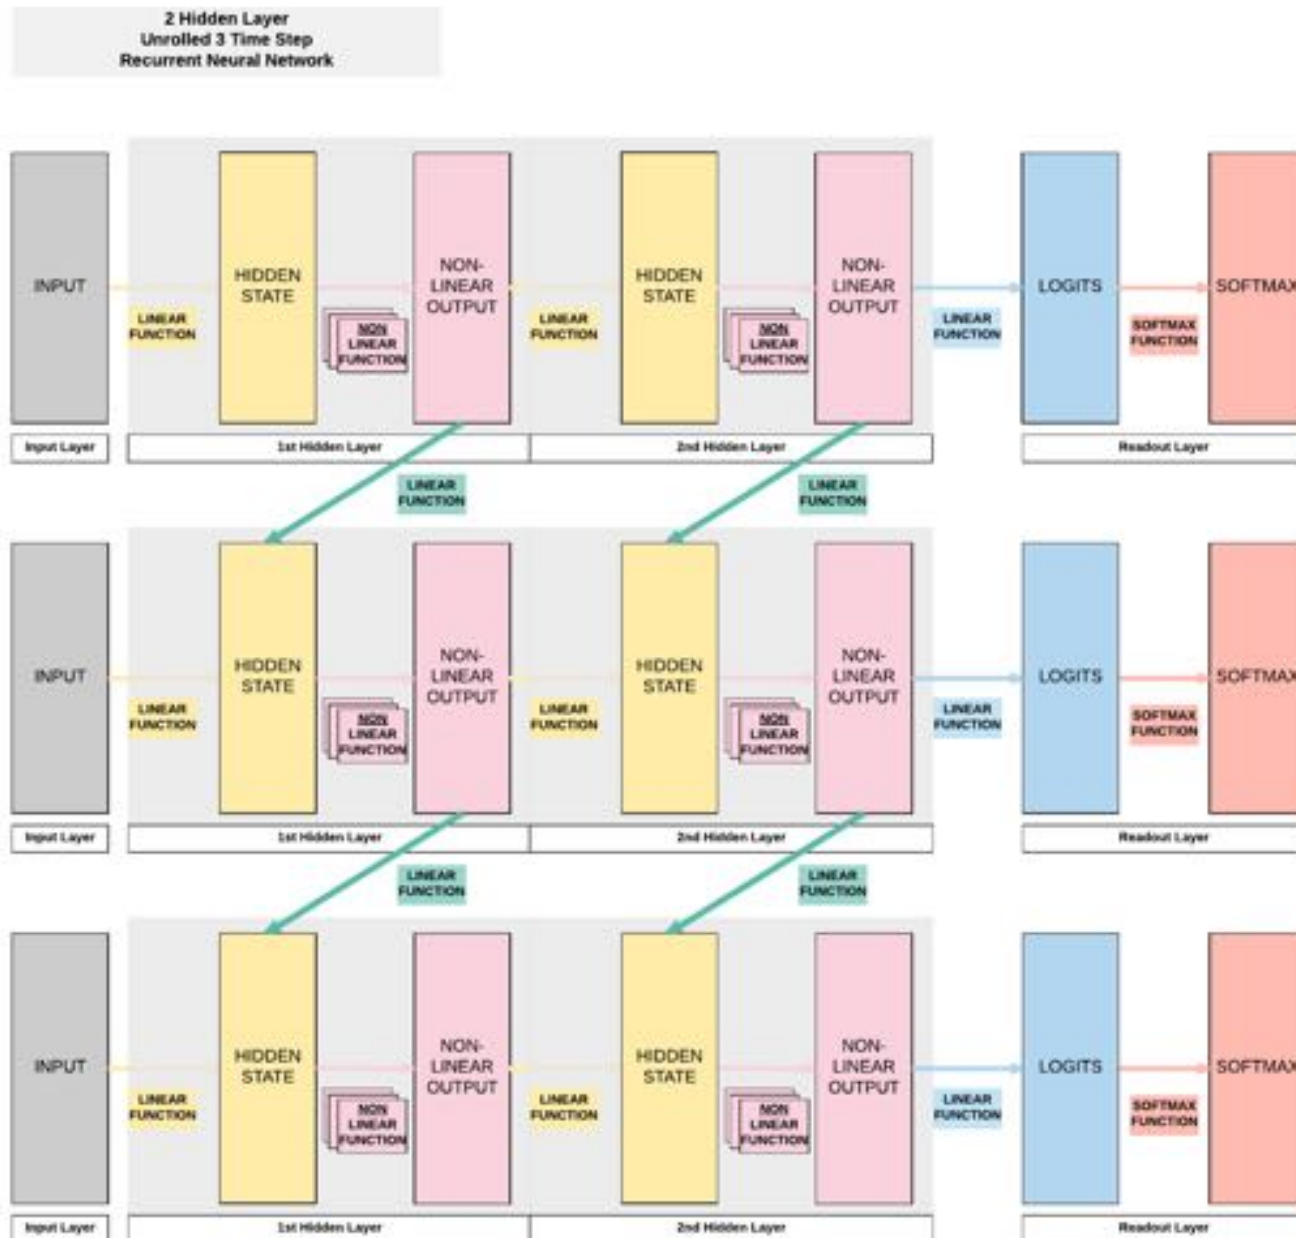 2 Hidden Layer
Unrolled 3 Time Step
Recurrent Neural Network
INPUT
LINEAR
FUNCTION
HIDDEN
STATE
NON
LINEAR
FUNCTION
NON-
LINEAR
OUTPUT
LINEAR
FUNCTION
HIDDEN
STATE
NON
LINEAR
FUNCTION
NON-
LINEAR
OUTPUT
LINEAR
FUNCTION
LOGITS
SOFTMAX
FUNCTION
SOFTMAX
Input Layer
1st Hidden Layer
2nd Hidden Layer
Readout Layer
LINEAR
FUNCTION
LINEAR
FUNCTION
INPUT
LINEAR
FUNCTION
HIDDEN
STATE
NON
LINEAR
FUNCTION
NON-
LINEAR
OUTPUT
LINEAR
FUNCTION
HIDDEN
STATE
NON
LINEAR
FUNCTION
NON-
LINEAR
OUTPUT
LINEAR
FUNCTION
LOGITS
SOFTMAX
FUNCTION
SOFTMAX
Input Layer
1st Hidden Layer
2nd Hidden Layer
Readout Layer
LINEAR
FUNCTION
LINEAR
FUNCTION
INPUT
LINEAR
FUNCTION
HIDDEN
STATE
NON
LINEAR
FUNCTION
NON-
LINEAR
OUTPUT
LINEAR
FUNCTION
HIDDEN
STATE
NON
LINEAR
FUNCTION
NON-
LINEAR
OUTPUT
LINEAR
FUNCTION
LOGITS
SOFTMAX
FUNCTION
SOFTMAX
Input Layer
1st Hidden Layer
2nd Hidden Layer
Readout Layer